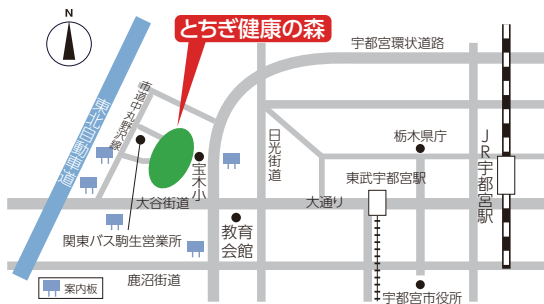 N
とちぎ健康の森
宇都宮環状道路
東北自動車道
市道中丸野沢線
日光街道
栃木県庁
JR宇都宮駅
宝木小
東武宇都宮駅
大谷街道
大通り
教育
会館
関東バス駒生営業所
鹿沼街道
案内板
宇都宮市役所